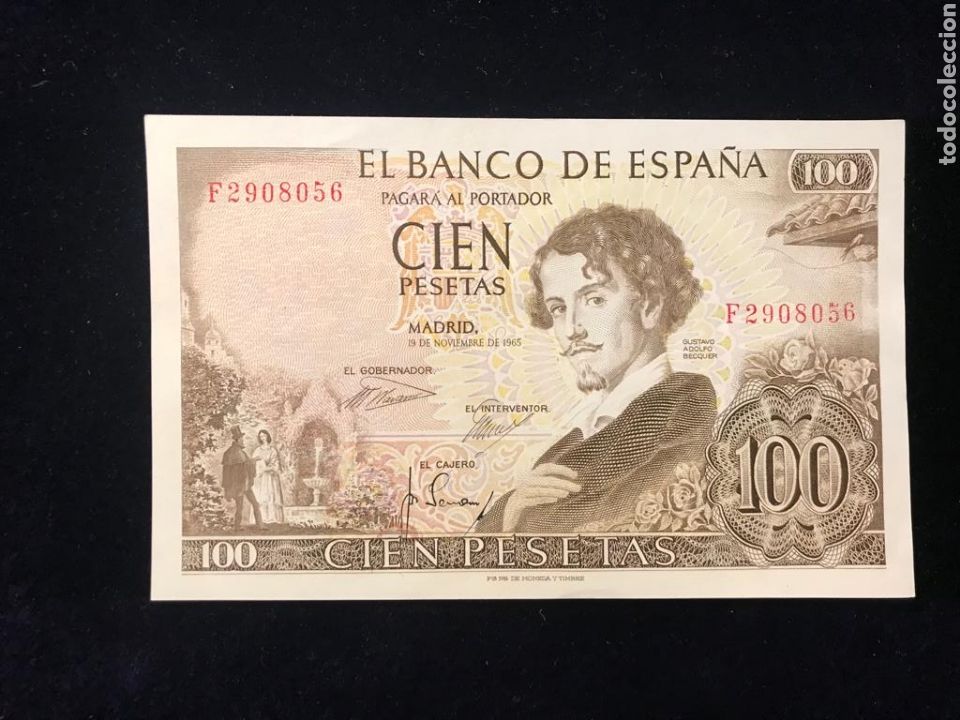 EL BANCO DE ESPAÑA
100
F2908056
PAGARÁ AL PORTADOR
CIEN
PESETAS
MADRID,
19 DE NOVIEMBRE DE 1965
F2908056
GUSTAVO
ADOLFO
BECQUER
EL GOBERNADOR.
EL INTERVENTOR
EL CAJERO
100
100
CIEN PESETAS
todocoleccion